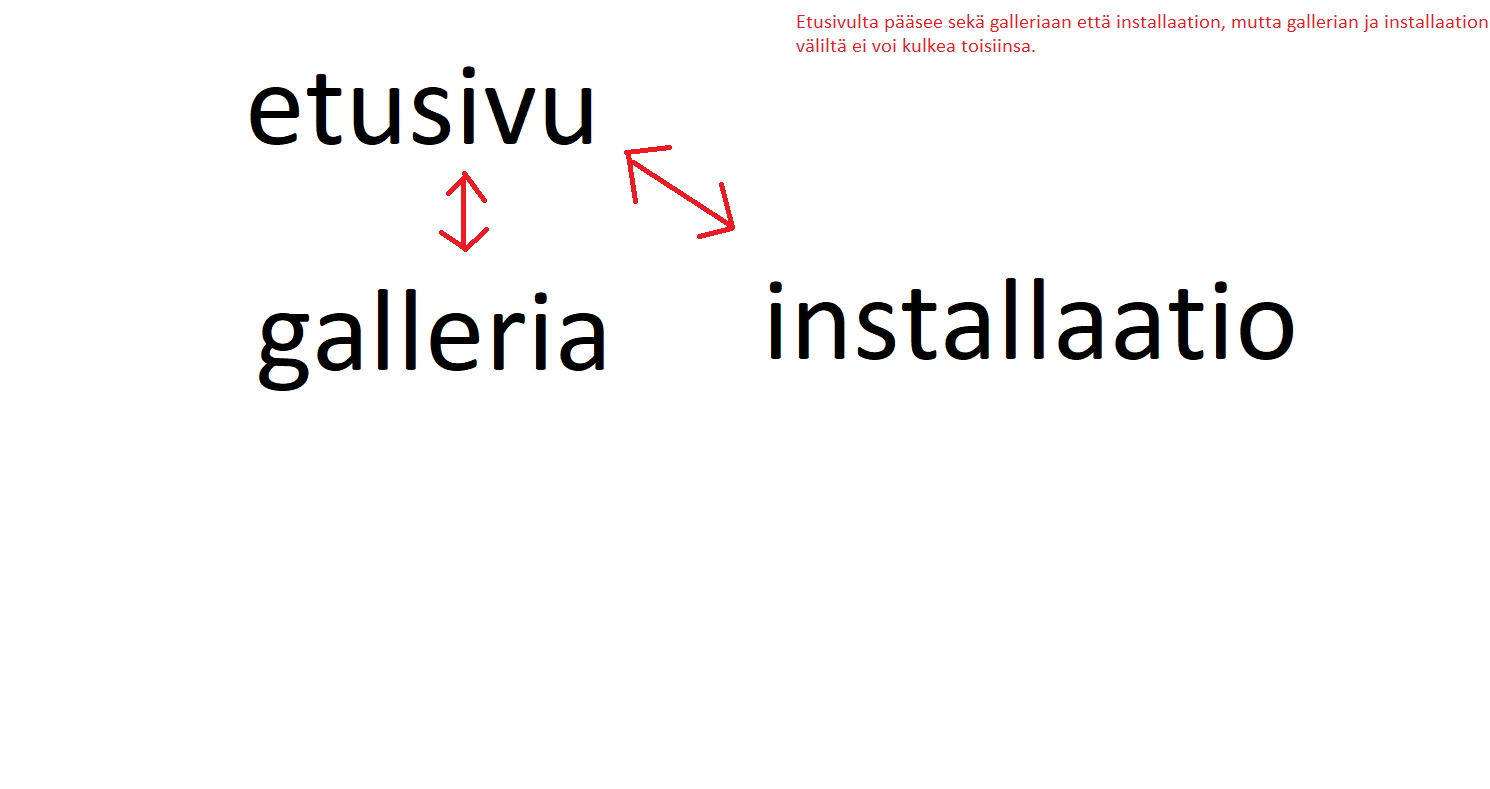 Etusivulta pääsee sekä galleriaan että installaation, mutta gallerian ja installaation
väliltä ei voi kulkea toisiinsa.
etusivu
galleria
installaatio